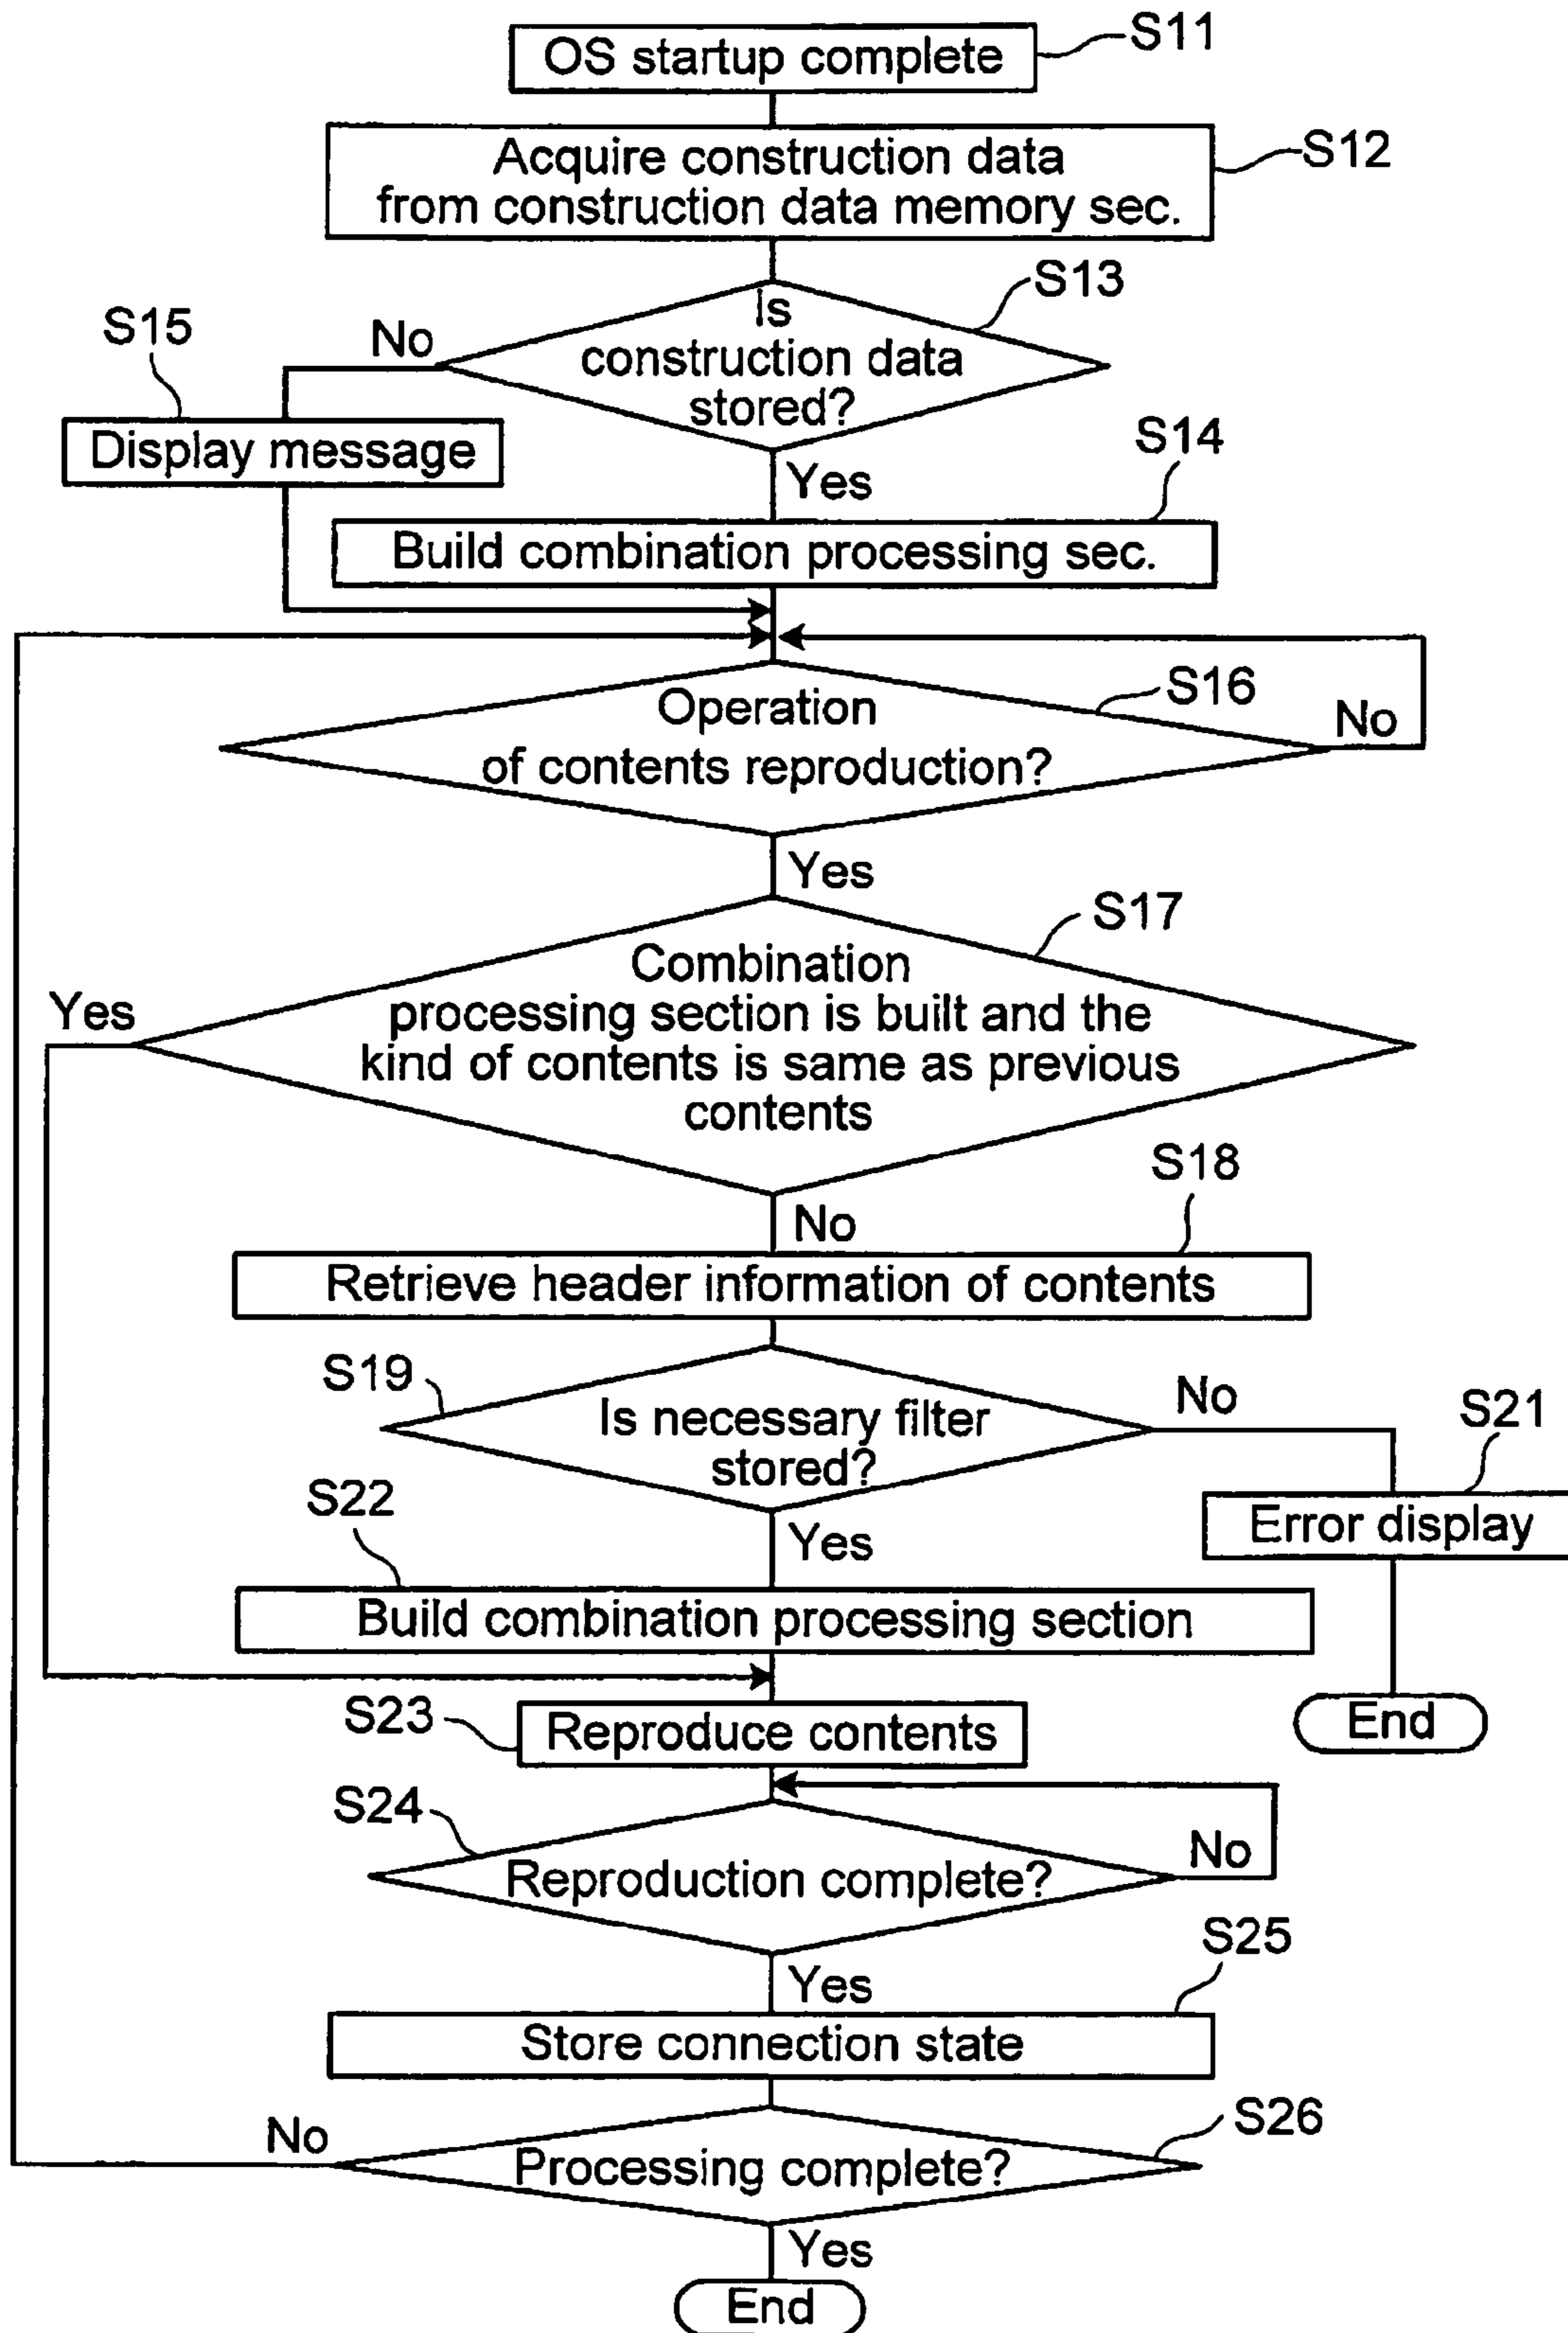 OS startup complete
S11
Acquire construction data
from construction data memory sec.
S12
S13
Is
construction data
stored?
No
S15
Display message
Yes
S14
Build combination processing sec.
S16
Operation
of contents reproduction?
No
Yes
S17
Combination
processing section is built and the
kind of contents is same as previous
contents
Yes
No
S18
Retrieve header information of contents
S19
Is necessary filter
stored?
No
S21
Error display
End
Yes
S22
Build combination processing section
S23
Reproduce contents
S24
Reproduction complete?
No
Yes
S25
Store connection state
S26
Processing complete?
No
Yes
End